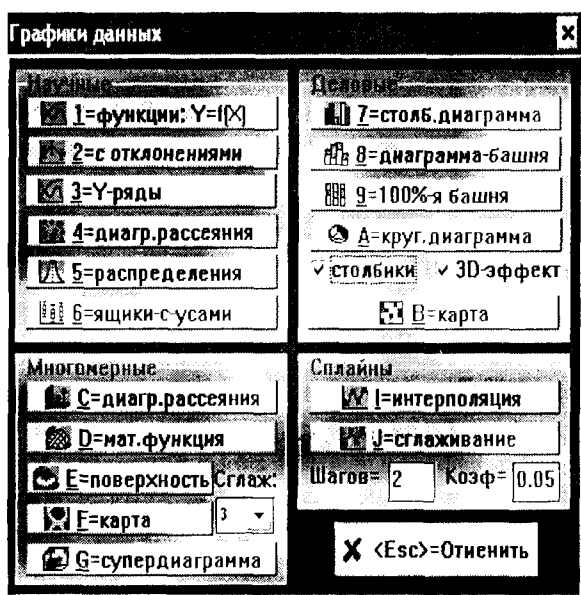 Графики данных
Научные
1=функции: Y=f(X)
2=с отклонениями
3=Y-ряды
4=диагр.рассеяния
5=распределения
6=ящики-с-усами
Деловые
7=столб.диаграмма
8=диаграмма-башня
9=100%-я башня
A=круг.диаграмма
столбики 3D-эффект
B=карта
Многомерные
C=диагр.рассеяния
D=мат.функция
E=поверхность Сглаж:
F=карта 3
G=супердиаграмма
Сплайны
I=интерполяция
J=сглаживание
Шагов= 2 Коэф= 0.05
X <Esc>=Отменить